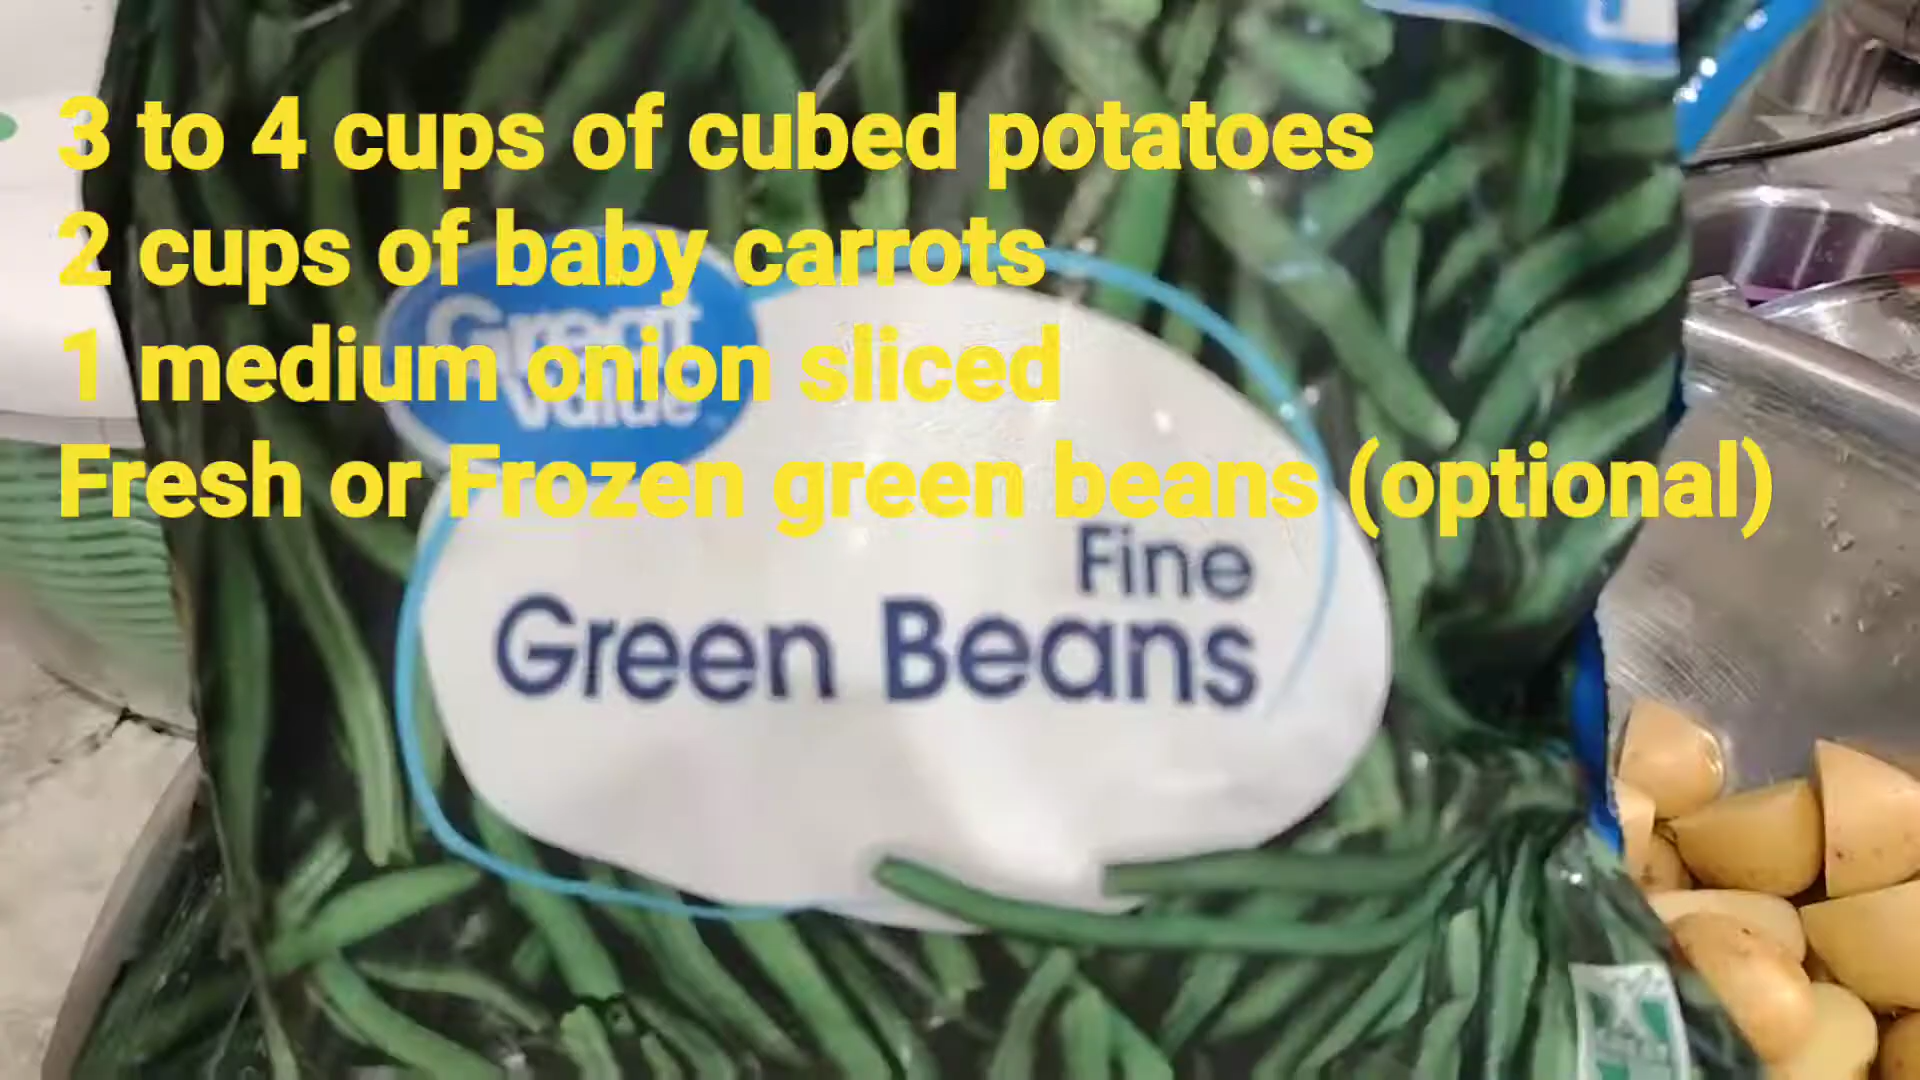 3 to 4 cups of cubed potatoes
2 cups of baby carrots
Great
1 medium onion sliced
Value
Fresh or Frozen green beans (optional)
Fine
Green Beans